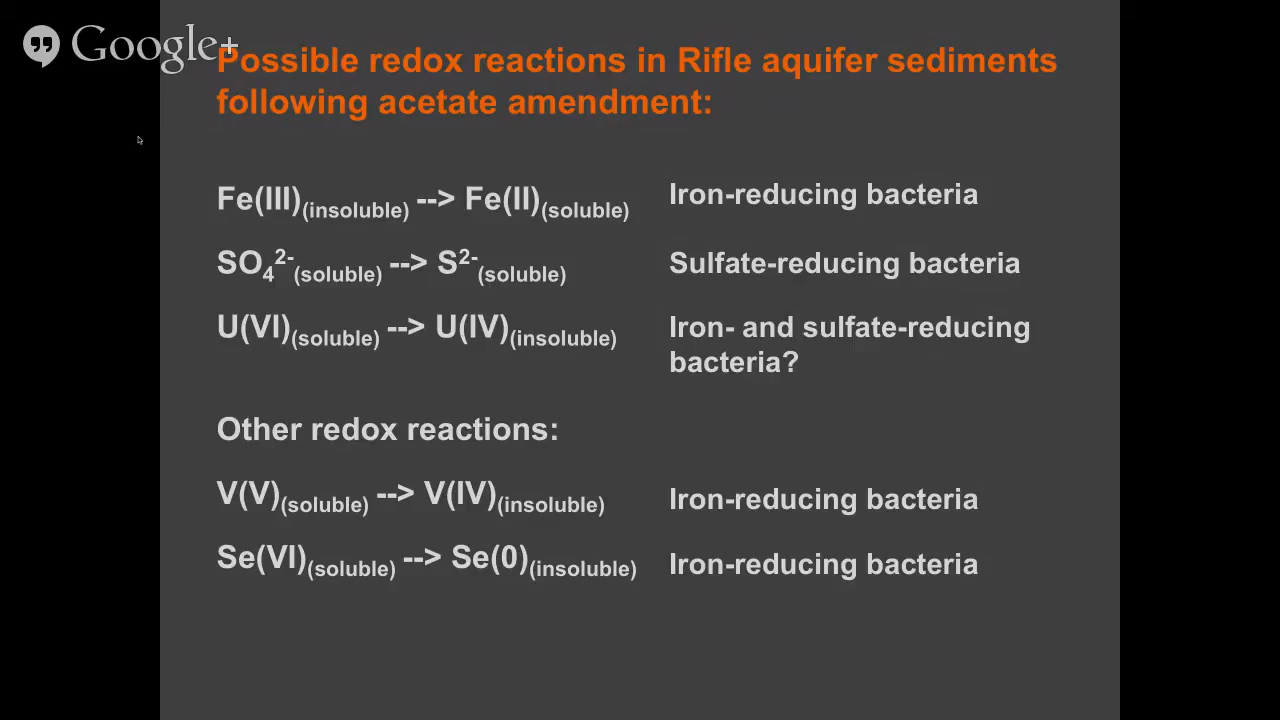 Google+
Possible redox reactions in Rifle aquifer sediments
following acetate amendment:
Fe(III)(insoluble) --> Fe(II)(soluble) Iron-reducing bacteria
SO₄²⁻(soluble) --> S²⁻(soluble) Sulfate-reducing bacteria
U(VI)(soluble) --> U(IV)(insoluble) Iron- and sulfate-reducing
bacteria?
Other redox reactions:
V(V)(soluble) --> V(IV)(insoluble) Iron-reducing bacteria
Se(VI)(soluble) --> Se(0)(insoluble) Iron-reducing bacteria